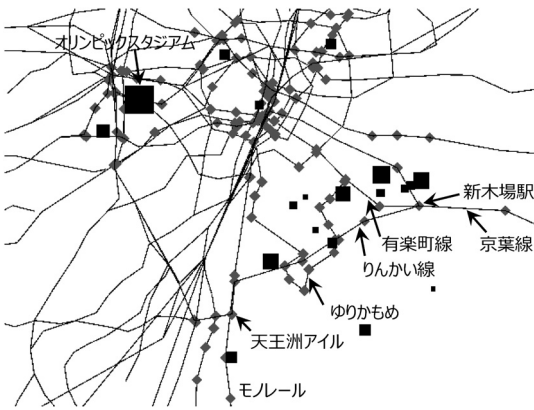 オリンピックスタジアム
新木場駅
有楽町線
京葉線
りんかい線
ゆりかもめ
天王洲アイル
モノレール